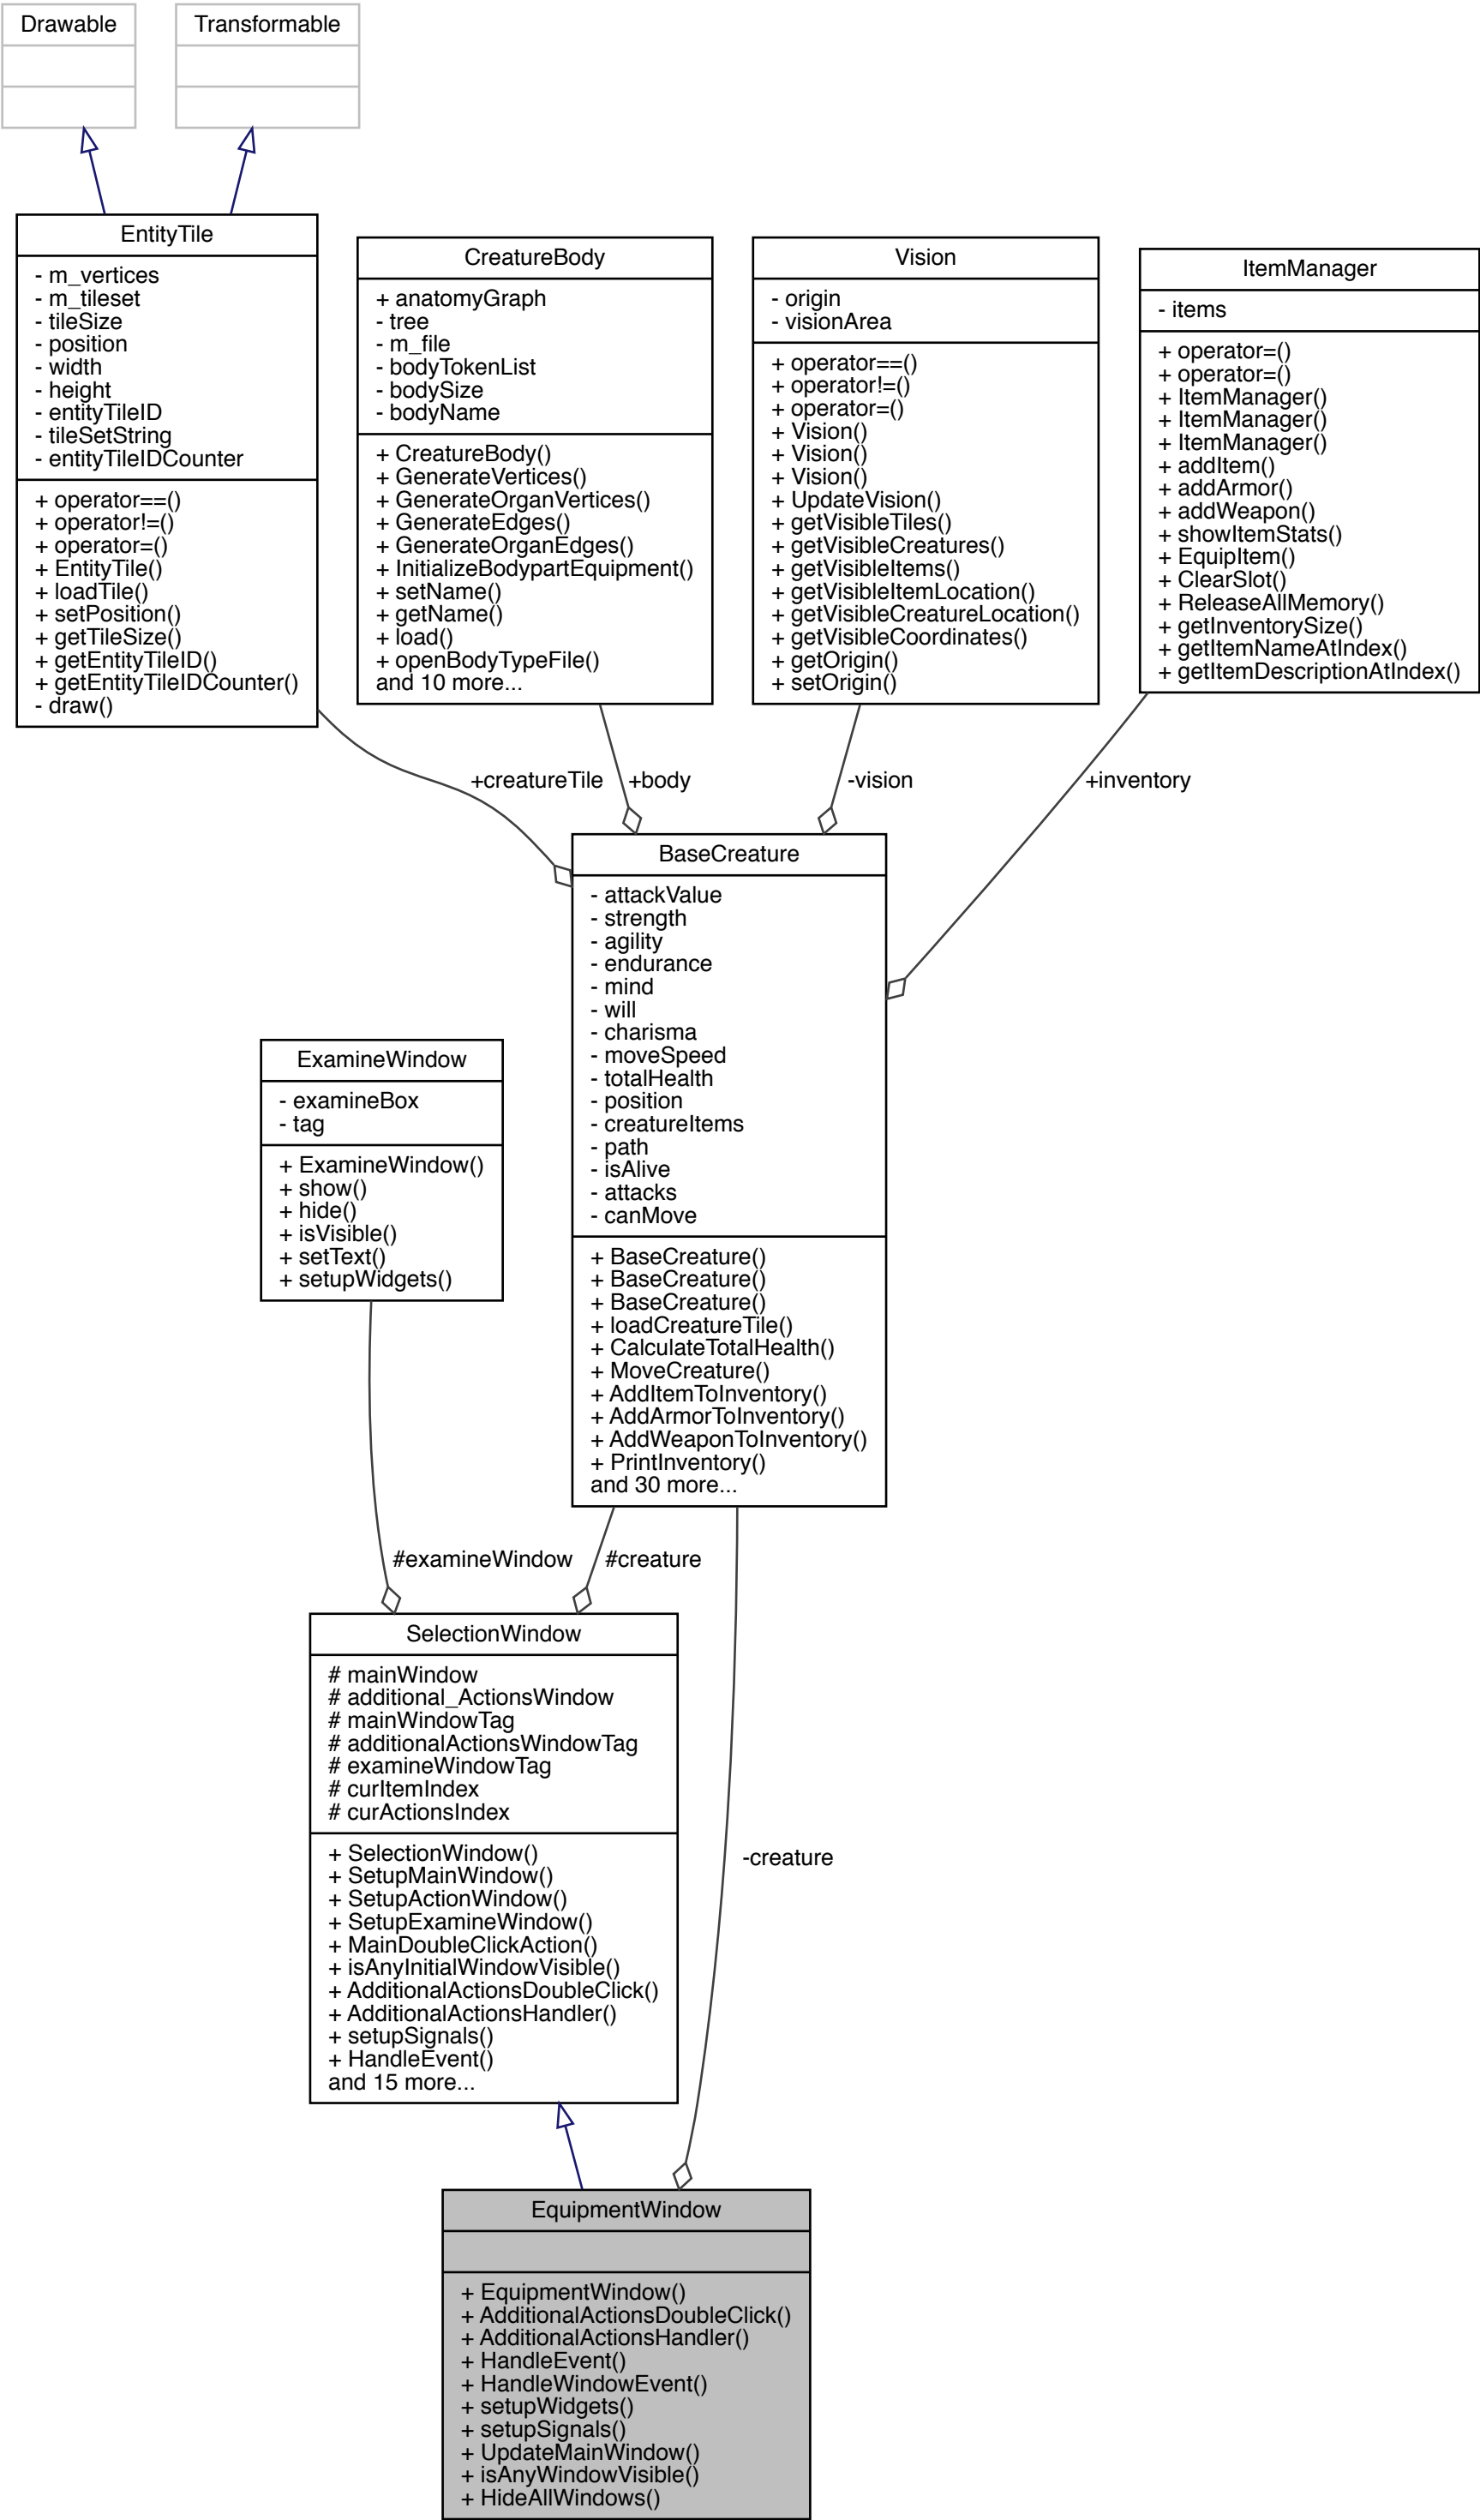 Drawable
Transformable
EntityTile
- m_vertices
- m_tileset
- tileSize
- position
- width
- height
- entityTileID
- tileSetString
- entityTileIDCounter
+ operator==()
+ operator!=()
+ operator=()
+ EntityTile()
+ loadTile()
+ setPosition()
+ getTileSize()
+ getEntityTileID()
+ getEntityTileIDCounter()
- draw()
CreatureBody
+ anatomyGraph
- tree
- m_file
- bodyTokenList
- bodySize
- bodyName
+ CreatureBody()
+ GenerateVertices()
+ GenerateOrganVertices()
+ GenerateEdges()
+ GenerateOrganEdges()
+ InitializeBodypartEquipment()
+ setName()
+ getName()
+ load()
+ openBodyTypeFile()
and 10 more...
Vision
- origin
- visionArea
+ operator==()
+ operator!=()
+ operator=()
+ Vision()
+ Vision()
+ Vision()
+ UpdateVision()
+ getVisibleTiles()
+ getVisibleCreatures()
+ getVisibleItems()
+ getVisibleItemLocation()
+ getVisibleCreatureLocation()
+ getVisibleCoordinates()
+ getOrigin()
+ setOrigin()
ItemManager
- items
+ operator=()
+ operator=()
+ ItemManager()
+ ItemManager()
+ ItemManager()
+ addItem()
+ addArmor()
+ addWeapon()
+ showItemStats()
+ EquipItem()
+ ClearSlot()
+ ReleaseAllMemory()
+ getInventorySize()
+ getItemNameAtIndex()
+ getItemDescriptionAtIndex()
+creatureTile
+body
-vision
+inventory
BaseCreature
- attackValue
- strength
- agility
- endurance
- mind
- will
- charisma
- moveSpeed
- totalHealth
- position
- creatureItems
- path
- isAlive
- attacks
- canMove
+ BaseCreature()
+ BaseCreature()
+ BaseCreature()
+ loadCreatureTile()
+ CalculateTotalHealth()
+ MoveCreature()
+ AddItemToInventory()
+ AddArmorToInventory()
+ AddWeaponToInventory()
+ PrintInventory()
and 30 more...
ExamineWindow
- examineBox
- tag
+ ExamineWindow()
+ show()
+ hide()
+ isVisible()
+ setText()
+ setupWidgets()
#examineWindow
#creature
SelectionWindow
# mainWindow
# additional_ActionsWindow
# mainWindowTag
# additionalActionsWindowTag
# examineWindowTag
# curItemIndex
# curActionsIndex
+ SelectionWindow()
+ SetupMainWindow()
+ SetupActionWindow()
+ SetupExamineWindow()
+ MainDoubleClickAction()
+ isAnyInitialWindowVisible()
+ AdditionalActionsDoubleClick()
+ AdditionalActionsHandler()
+ setupSignals()
+ HandleEvent()
and 15 more...
-creature
EquipmentWindow
+ EquipmentWindow()
+ AdditionalActionsDoubleClick()
+ AdditionalActionsHandler()
+ HandleEvent()
+ HandleWindowEvent()
+ setupWidgets()
+ setupSignals()
+ UpdateMainWindow()
+ isAnyWindowVisible()
+ HideAllWindows()